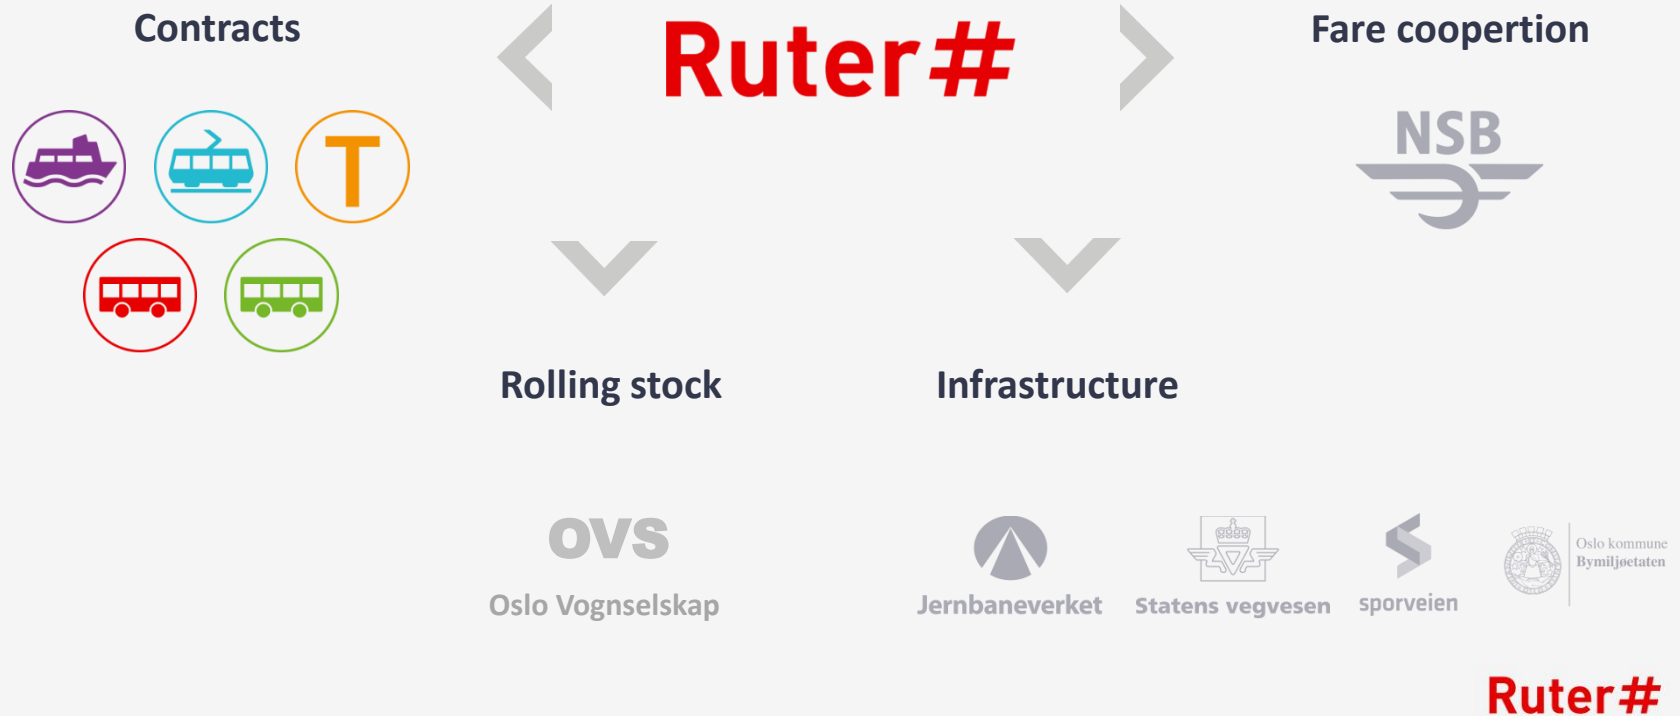 Contracts
Ruter#
Fare coopertion
NSB
T
Rolling stock
Infrastructure
OVS
Oslo Vognselskap
Jernbaneverket
Statens vegvesen
sporveien
Oslo kommune
Bymiljøetaten
Ruter#